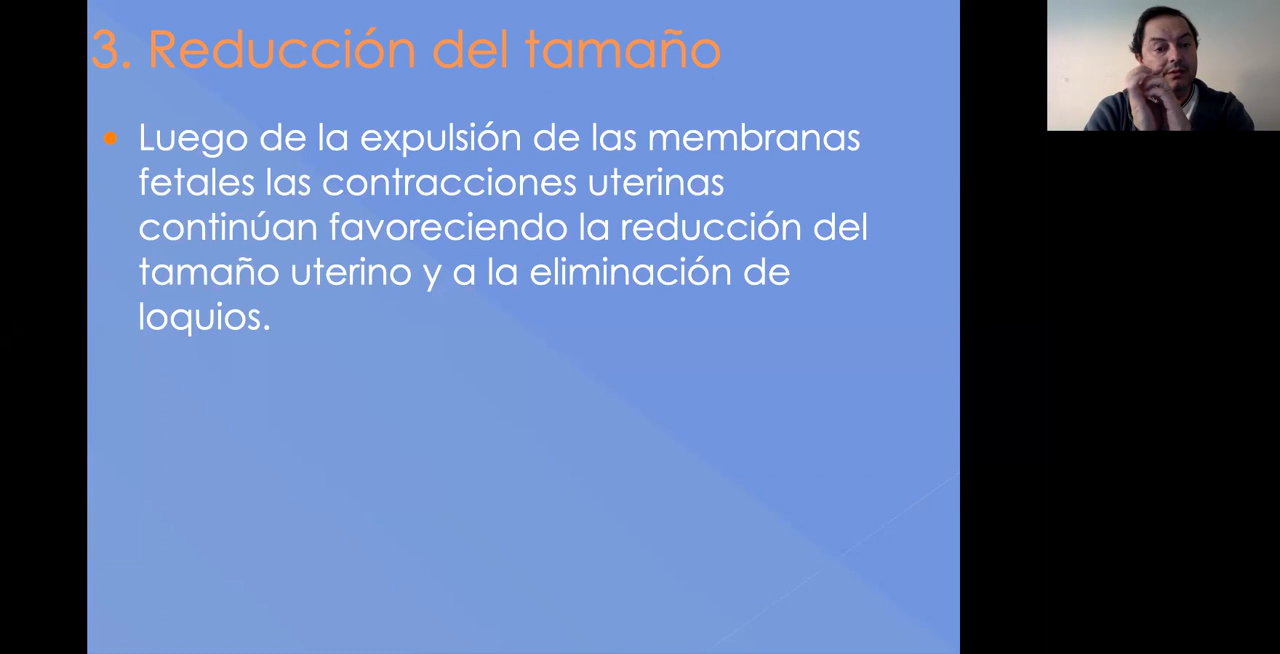 3. Reducción del tamaño
Luego de la expulsión de las membranas
fetales las contracciones uterinas
continúan favoreciendo la reducción del
tamaño uterino y a la eliminación de
loquios.